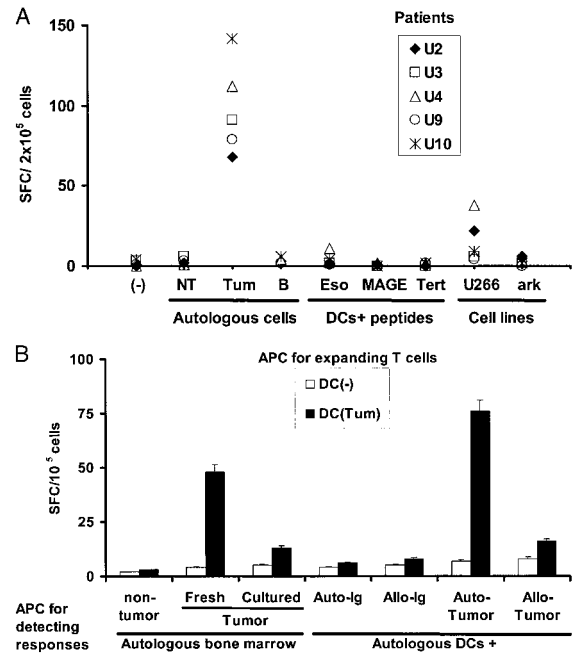 A
Patients
U2
U3
U4
U9
U10
SFC/ 2x10⁵ cells
150
100
50
0
(-) NT Tum B Eso MAGE Tert U266 ark
Autologous cells DCs+ peptides Cell lines
B
APC for expanding T cells
DC(-)
DC(Tum)
SFC/10 ⁵ cells
100
75
50
25
0
non-tumor Fresh Cultured Auto-Ig Allo-Ig Auto-Tumor Allo-Tumor
Tumor
APC for detecting responses
Autologous bone marrow Autologous DCs +